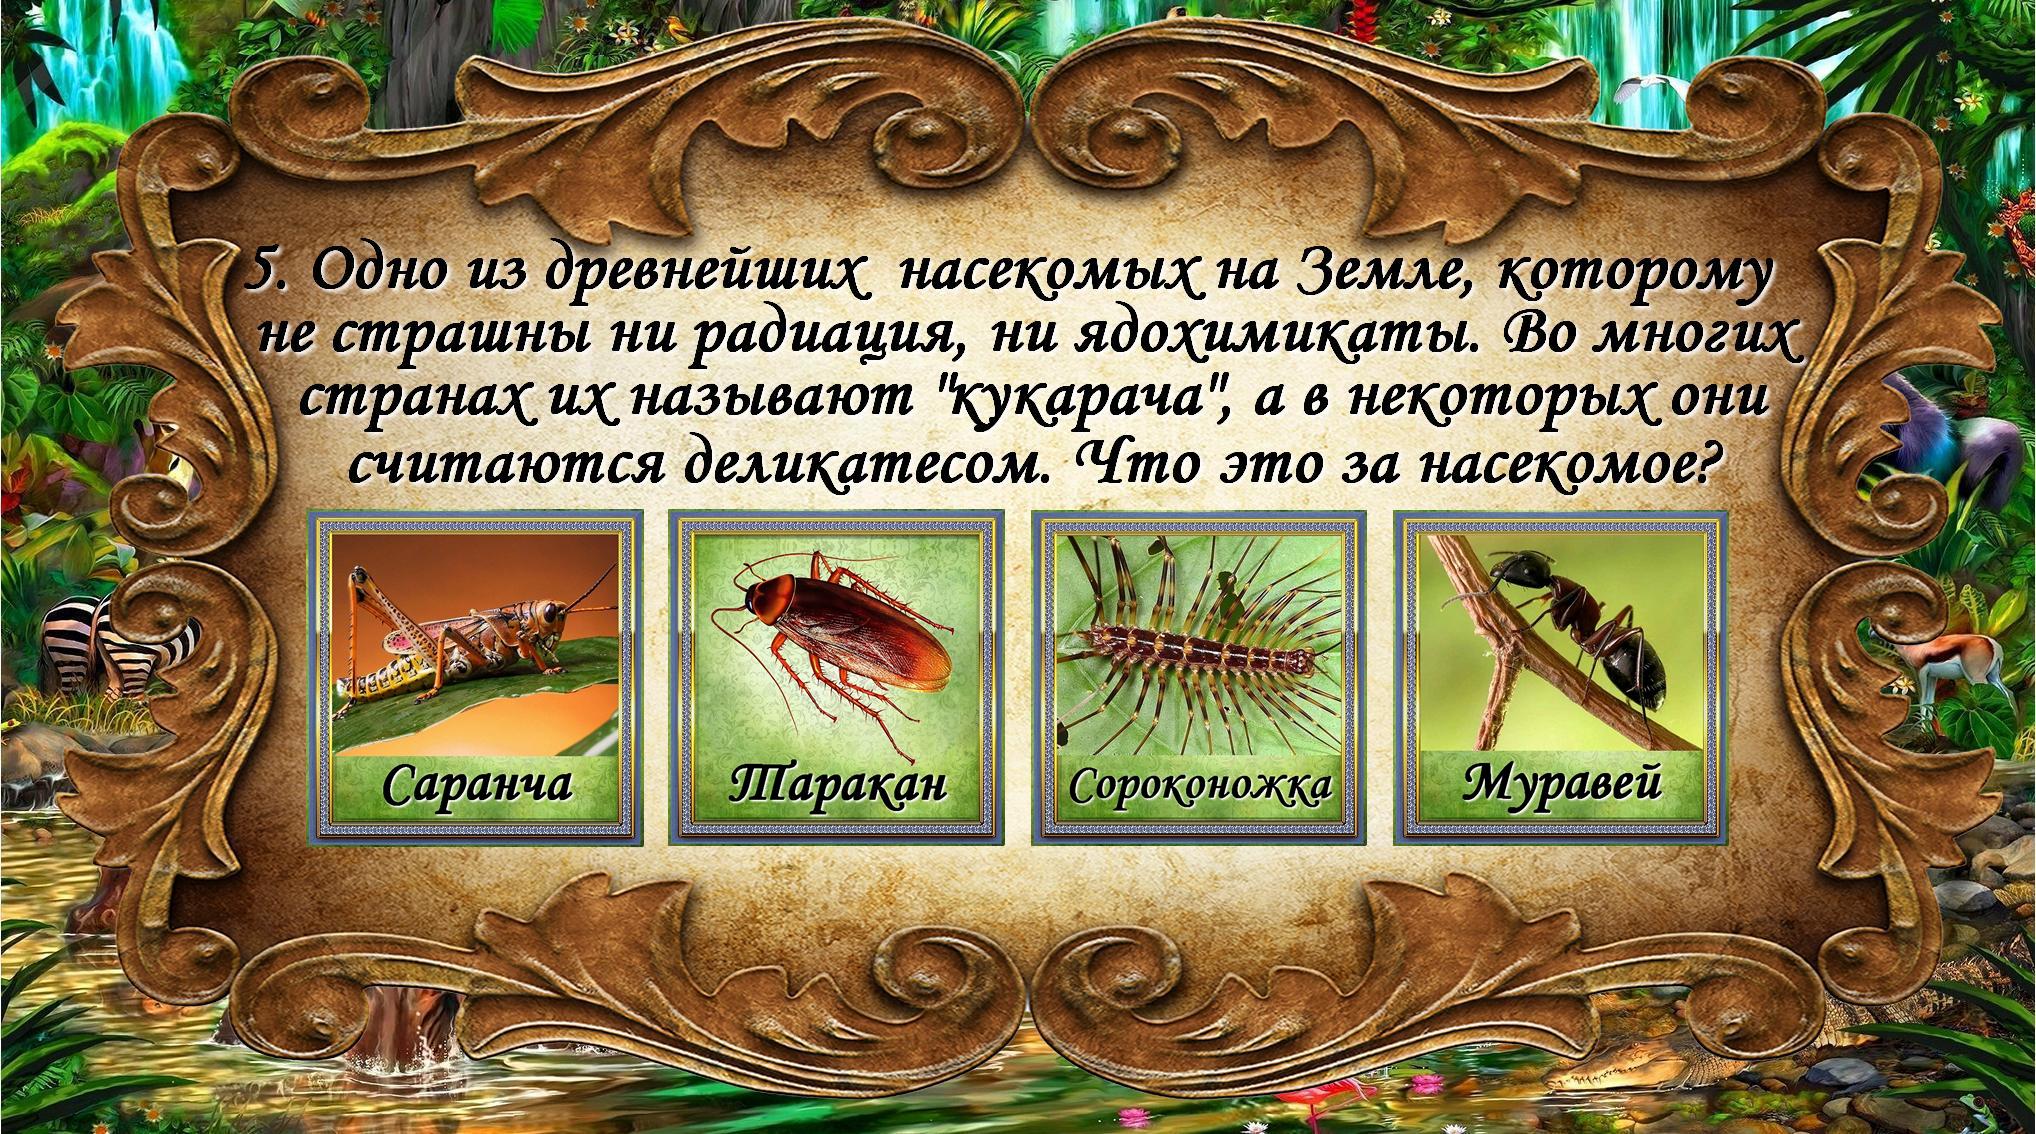 5. Одно из древнейших насекомых на Земле, которому
не страшны ни радиация, ни ядохимикаты. Во многих
странах их называют "кукарача", а в некоторых они
считаются деликатесом. Что это за насекомое?
Саранча
Таракан
Сороконожка
Муравей